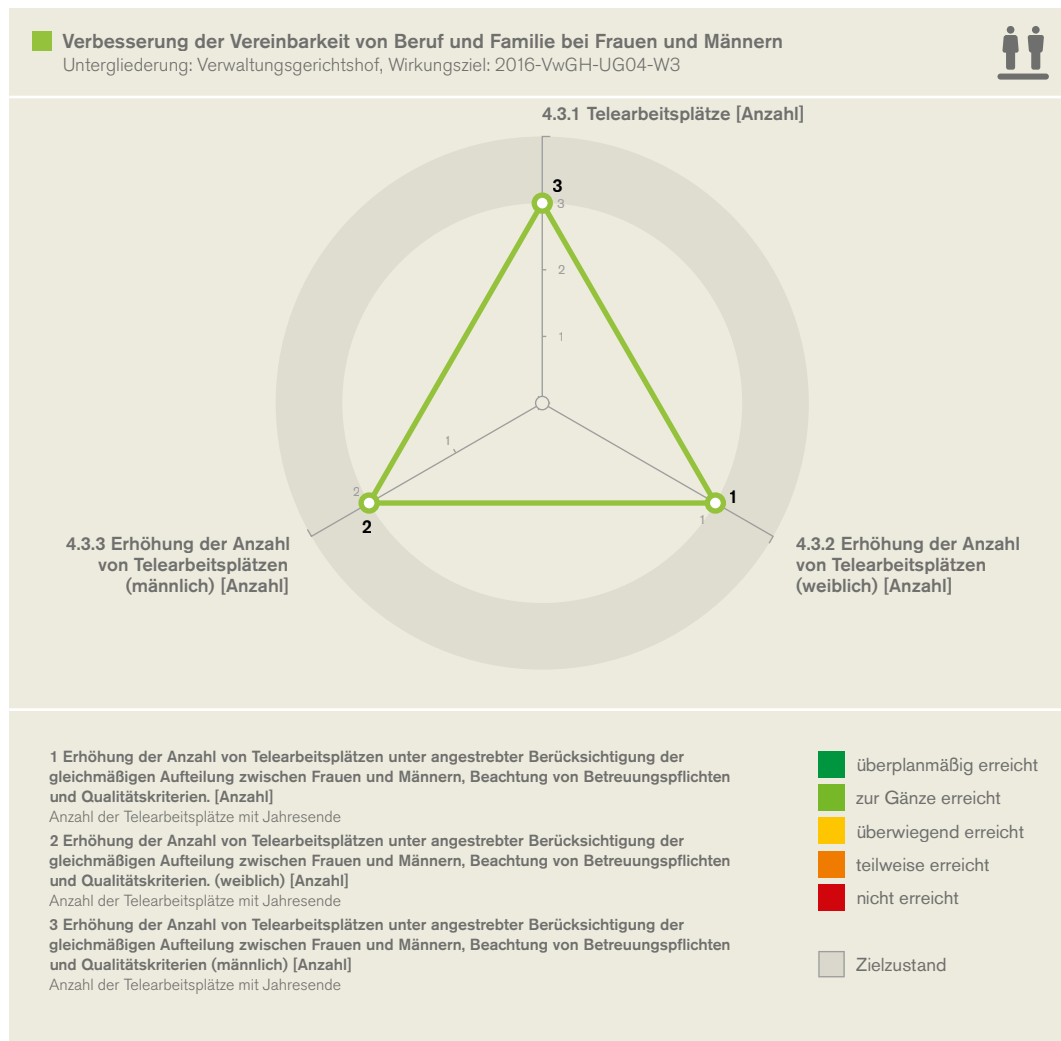 Verbesserung der Vereinbarkeit von Beruf und Familie bei Frauen und Männern
Untergliederung: Verwaltungsgerichtshof, Wirkungsziel: 2016-VwGH-UG04-W3
4.3.1 Telearbeitsplätze [Anzahl]
3
3
2
1
1
2
2
1
1
4.3.3 Erhöhung der Anzahl
von Telearbeitsplätzen
(männlich) [Anzahl]
4.3.2 Erhöhung der Anzahl
von Telearbeitsplätzen
(weiblich) [Anzahl]
1 Erhöhung der Anzahl von Telearbeitsplätzen unter angestrebter Berücksichtigung der
gleichmäßigen Aufteilung zwischen Frauen und Männern, Beachtung von Betreuungspflichten
und Qualitätskriterien. [Anzahl]
Anzahl der Telearbeitsplätze mit Jahresende
2 Erhöhung der Anzahl von Telearbeitsplätzen unter angestrebter Berücksichtigung der
gleichmäßigen Aufteilung zwischen Frauen und Männern, Beachtung von Betreuungspflichten
und Qualitätskriterien. (weiblich) [Anzahl]
Anzahl der Telearbeitsplätze mit Jahresende
3 Erhöhung der Anzahl von Telearbeitsplätzen unter angestrebter Berücksichtigung der
gleichmäßigen Aufteilung zwischen Frauen und Männern, Beachtung von Betreuungspflichten
und Qualitätskriterien (männlich) [Anzahl]
Anzahl der Telearbeitsplätze mit Jahresende
überplanmäßig erreicht
zur Gänze erreicht
überwiegend erreicht
teilweise erreicht
nicht erreicht
Zielzustand